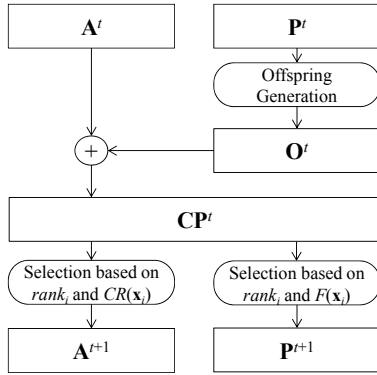 A^t
P^t
Offspring
Generation
+
O^t
CP^t
Selection based on
rank_i and CR(x_i)
Selection based on
rank_i and F(x_i)
A^{t+1}
P^{t+1}